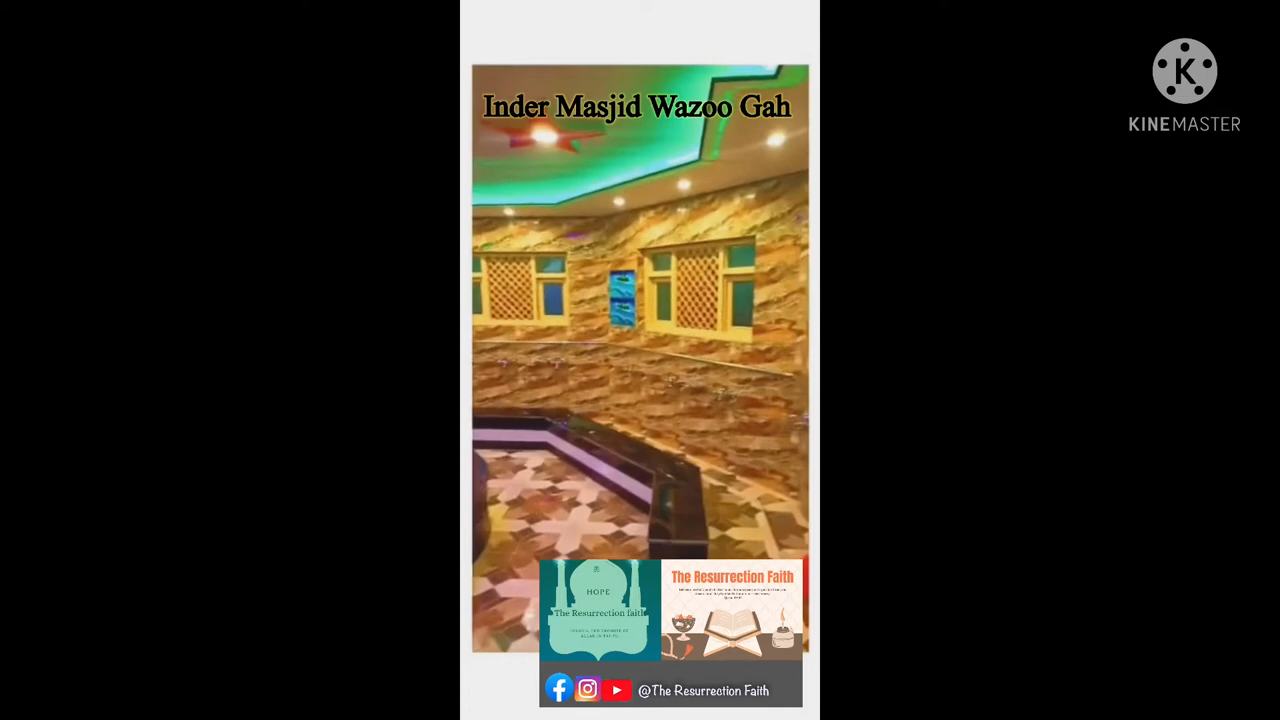 Inder Masjid Wazoo Gah
K
KINEMASTER
HOPE
The Resurrection faith
The Resurrection Faith
@The Resurrection Faith